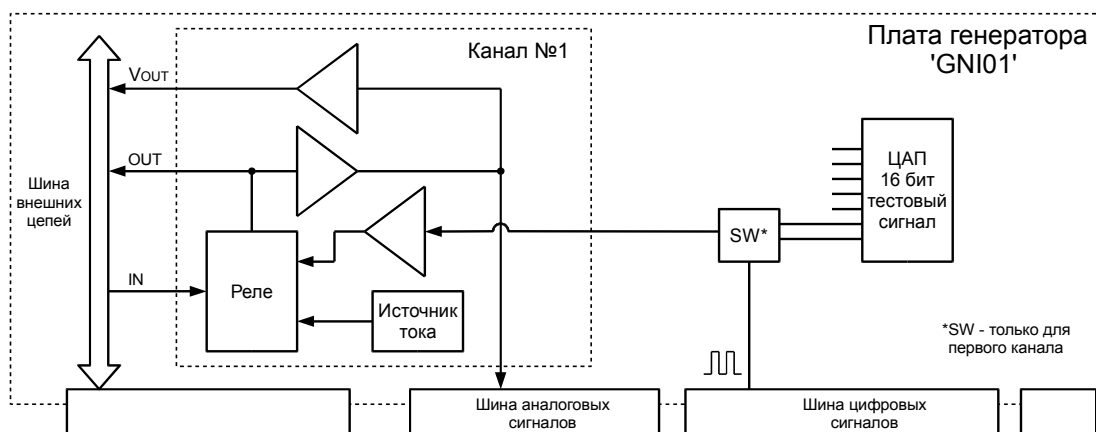 Плата генератора
'GNI01'
Канал №1
VOUT
OUT
IN
Шина
внешних
цепей
Реле
Источник
тока
SW*
ЦАП
16 бит
тестовый
сигнал
*SW - только для
первого канала
Шина аналоговых
сигналов
Шина цифровых
сигналов